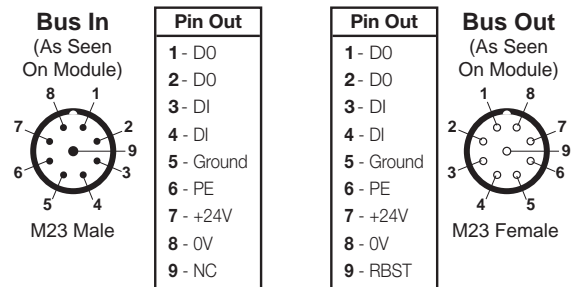 Bus In
(As Seen
On Module)
8 1
7 2
9
6 3
5 4
M23 Male
Pin Out
1 - D0
2 - D0
3 - DI
4 - DI
5 - Ground
6 - PE
7 - +24V
8 - 0V
9 - NC
Pin Out
1 - D0
2 - D0
3 - DI
4 - DI
5 - Ground
6 - PE
7 - +24V
8 - 0V
9 - RBST
Bus Out
(As Seen
On Module)
1 8
2 7
9
3 6
4 5
M23 Female